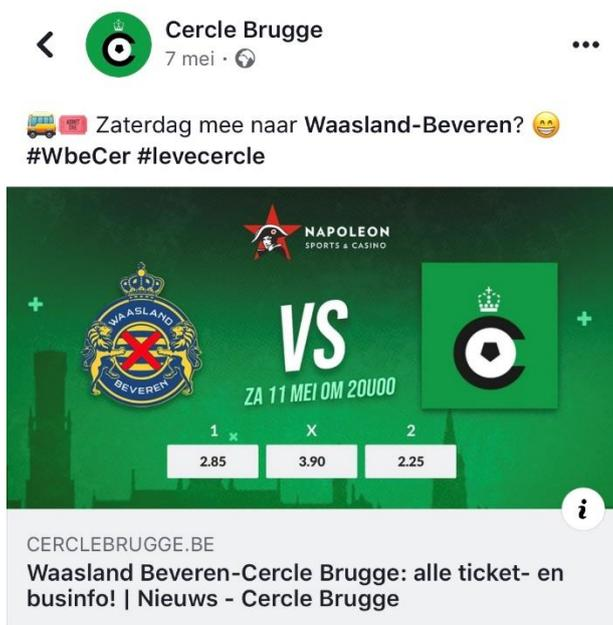 Cercle Brugge
7 mei ·
Zaterdag mee naar Waasland-Beveren?
#WbeCer #levecercle
NAPOLEON
SPORTS & CASINO
WAASLAND
BEVEREN
VS
C
ZA 11 MEI OM 20U00
1 X 2
2.85 3.90 2.25
i
CERCLEBRUGGE.BE
Waasland Beveren-Cercle Brugge: alle ticket- en
businfo! | Nieuws - Cercle Brugge